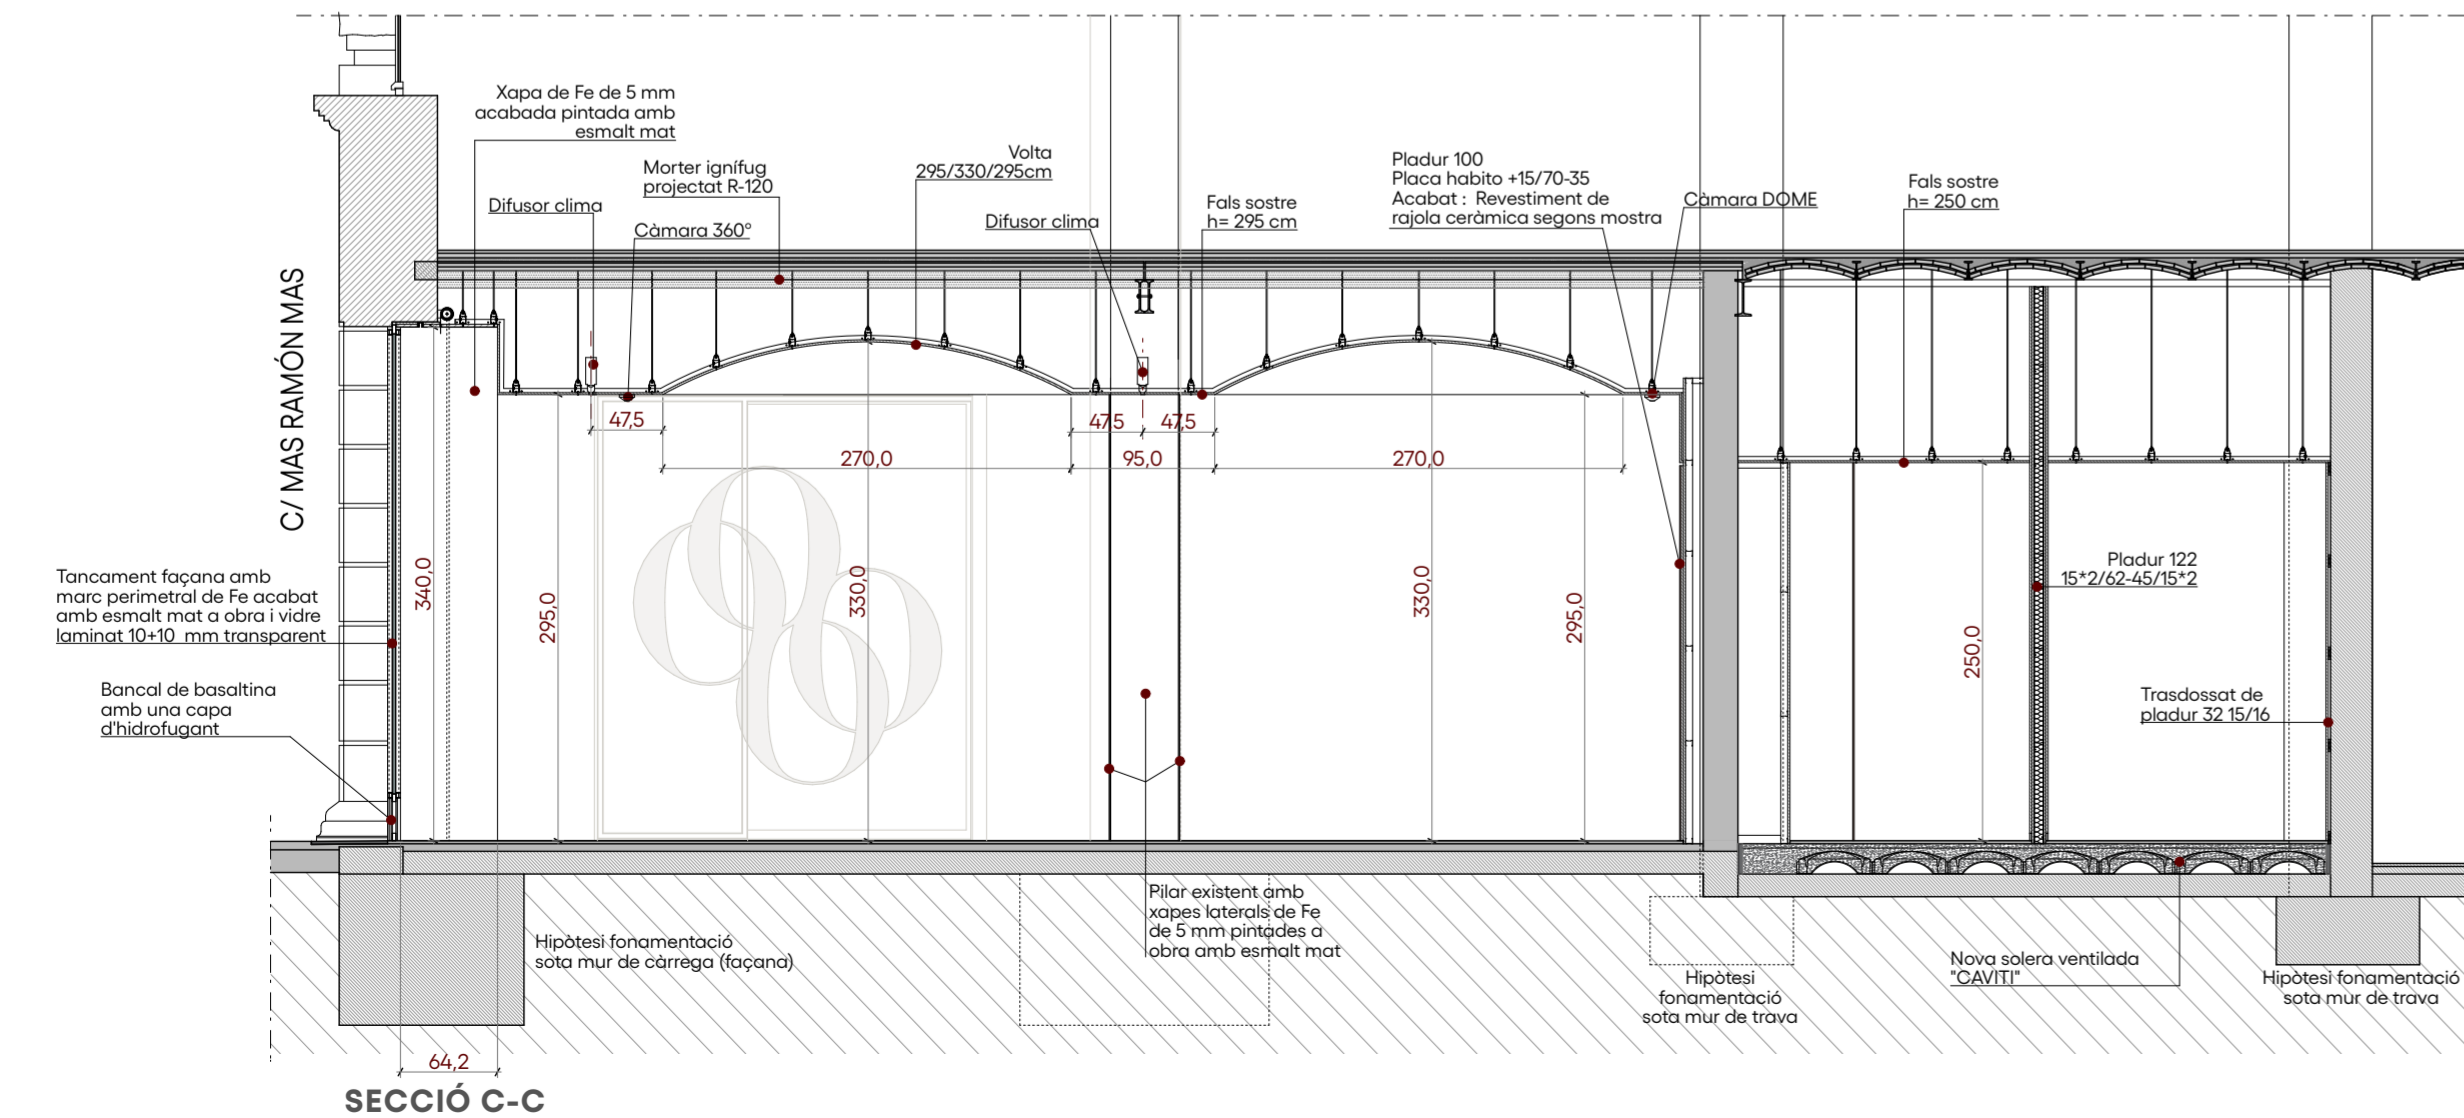 Xapa de Fe de 5 mm
acabada pintada amb
esmalt mat
Morter ignífug
projectat R-120
Difusor clima
Càmara 360º
Volta
295/330/295cm
Difusor clima
Fals sostre
h= 295 cm
Pladur 100
Placa habito +15/70-35
Acabat : Revestiment de
rajola ceràmica segons mostra
Càmara DOME
Fals sostre
h= 250 cm
C/ MAS RAMÓN MAS
47,5
47,5
47,5
270,0
95,0
270,0
340,0
295,0
330,0
330,0
295,0
250,0
Tancament façana amb
marc perimetral de Fe acabat
amb esmalt mat a obra i vidre
laminat 10+10 mm transparent
Bancal de basaltina
amb una capa
d'hidrofugant
Pladur 122
15*2/62-45/15*2
Trasdossat de
pladur 32 15/16
Pilar existent amb
xapes laterals de Fe
de 5 mm pintades a
obra amb esmalt mat
Hipòtesi fonamentació
sota mur de càrrega (façana)
Hipòtesi
fonamentació
sota mur de trava
Nova solera ventilada
"CAVITI"
Hipòtesi fonamentació
sota mur de trava
64,2
SECCIÓ C-C